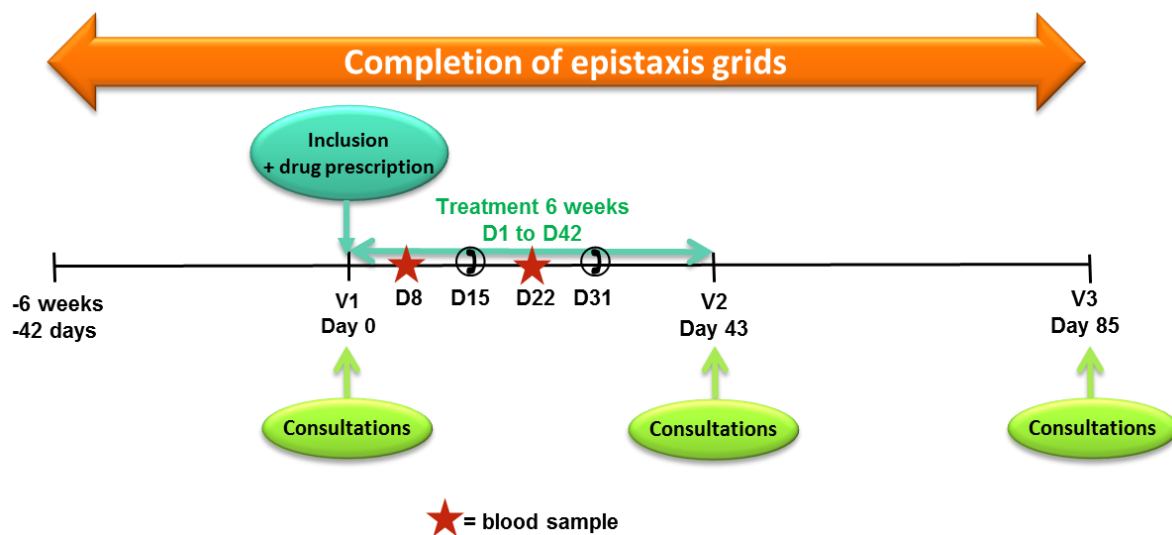 Completion of epistaxis grids
Inclusion
+ drug prescription
Treatment 6 weeks
D1 to D42
-6 weeks
-42 days
V1
Day 0
D8
D15
D22
D31
V2
Day 43
V3
Day 85
Consultations
Consultations
Consultations
= blood sample